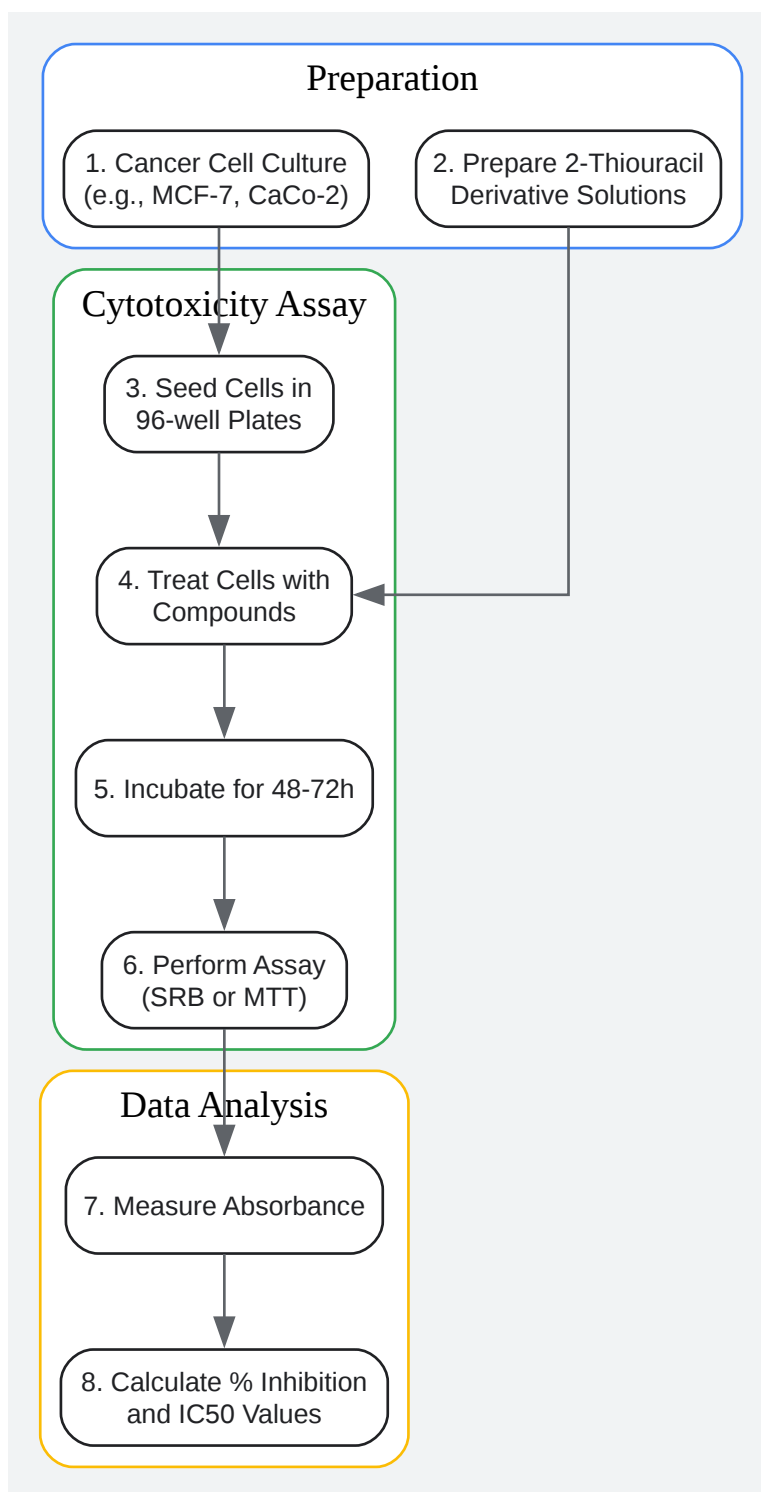 Preparation
1. Cancer Cell Culture
(e.g., MCF-7, CaCo-2)
2. Prepare 2-Thiouracil
Derivative Solutions
Cytotoxicity Assay
3. Seed Cells in
96-well Plates
4. Treat Cells with
Compounds
5. Incubate for 48-72h
6. Perform Assay
(SRB or MTT)
Data Analysis
7. Measure Absorbance
8. Calculate % Inhibition
and IC50 Values